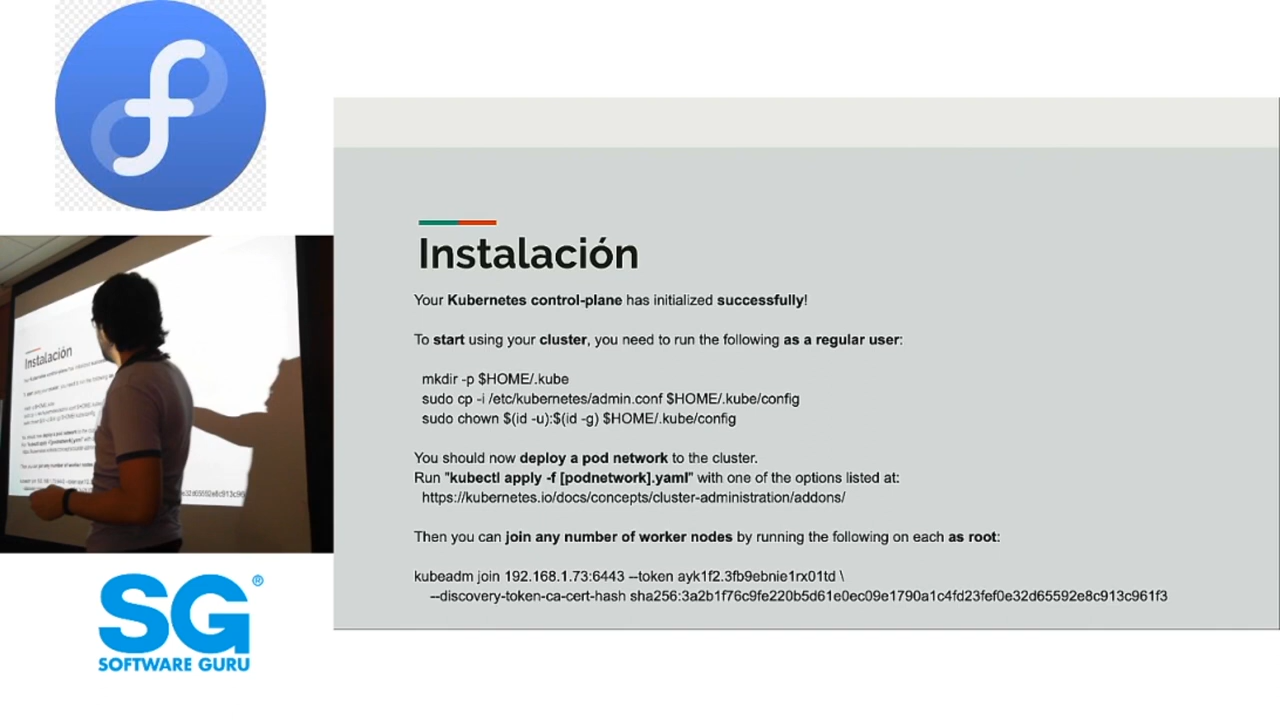 Instalación
Your Kubernetes control-plane has initialized successfully!
To start using your cluster, you need to run the following as a regular user:
mkdir -p $HOME/.kube
sudo cp -i /etc/kubernetes/admin.conf $HOME/.kube/config
sudo chown $(id -u):$(id -g) $HOME/.kube/config
You should now deploy a pod network to the cluster.
Run "kubectl apply -f [podnetwork].yaml" with one of the options listed at:
https://kubernetes.io/docs/concepts/cluster-administration/addons/
Then you can join any number of worker nodes by running the following on each as root:
kubeadm join 192.168.1.73:6443 --token ayk1f2.3fb9ebnie1rx01td \
--discovery-token-ca-cert-hash sha256:3a2b1f76c9fe220b5d61e0ec09e1790a1c4fd23fef0e32d65592e8c913c961f3
Instalación
SG®
SOFTWARE GURU